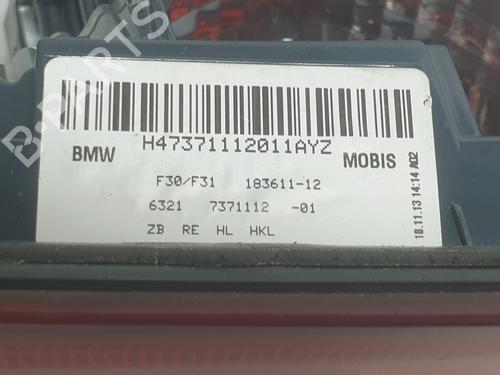 BMW H47371112011AYZ MOBIS
F30/F31 183611-12
6321 7371112 -01
ZB RE HL HKL
18.11.13 14:14 A02
B-PARTS